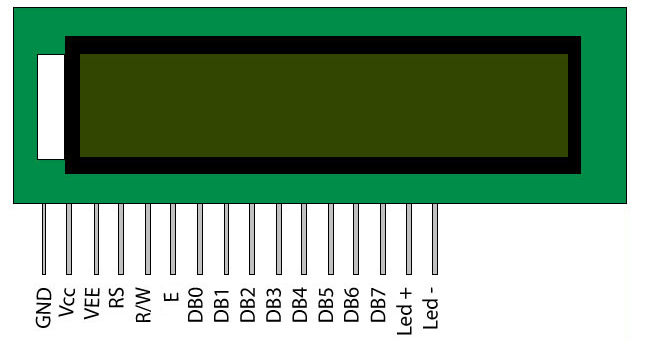 GND
Vcc
VEE
RS
R/W
E
DB0
DB1
DB2
DB3
DB4
DB5
DB6
DB7
Led +
Led -